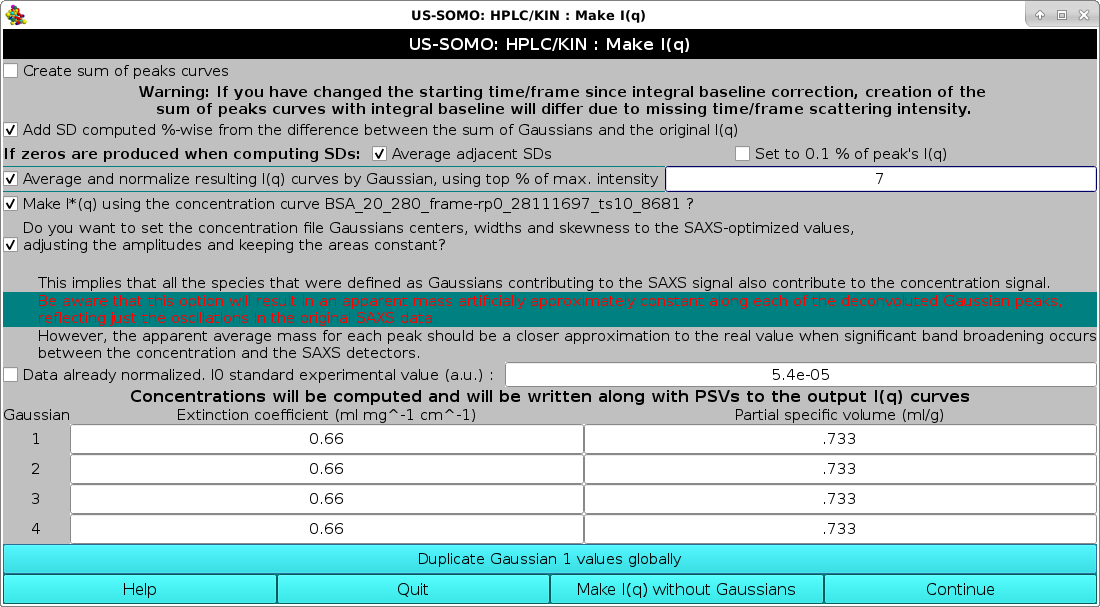 US-SOMO: HPLC/KIN : Make I(q)
US-SOMO: HPLC/KIN : Make I(q)
Create sum of peaks curves
Warning: If you have changed the starting time/frame since integral baseline correction, creation of the
sum of peaks curves with integral baseline will differ due to missing time/frame scattering intensity.
Add SD computed %-wise from the difference between the sum of Gaussians and the original I(q)
If zeros are produced when computing SDs: Average adjacent SDs Set to 0.1 % of peak's I(q)
Average and normalize resulting I(q) curves by Gaussian, using top % of max. intensity 7
Make I*(q) using the concentration curve BSA_20_280_frame-rp0_28111697_ts10_8681 ?
Do you want to set the concentration file Gaussians centers, widths and skewness to the SAXS-optimized values,
adjusting the amplitudes and keeping the areas constant?
This implies that all the species that were defined as Gaussians contributing to the SAXS signal also contribute to the concentration signal.
Be aware that this option will result in an apparent mass artificially approximately constant along each of the deconvoluted Gaussian peaks,
reflecting just the oscillations in the original SAXS data.
However, the apparent average mass for each peak should be a closer approximation to the real value when significant band broadening occurs
between the concentration and the SAXS detectors.
Data already normalized. I0 standard experimental value (a.u.) : 5.4e-05
Concentrations will be computed and will be written along with PSVs to the output I(q) curves
Gaussian Extinction coefficient (ml mg^-1 cm^-1) Partial specific volume (ml/g)
1 0.66 .733
2 0.66 .733
3 0.66 .733
4 0.66 .733
Duplicate Gaussian 1 values globally
Help Quit Make I(q) without Gaussians Continue